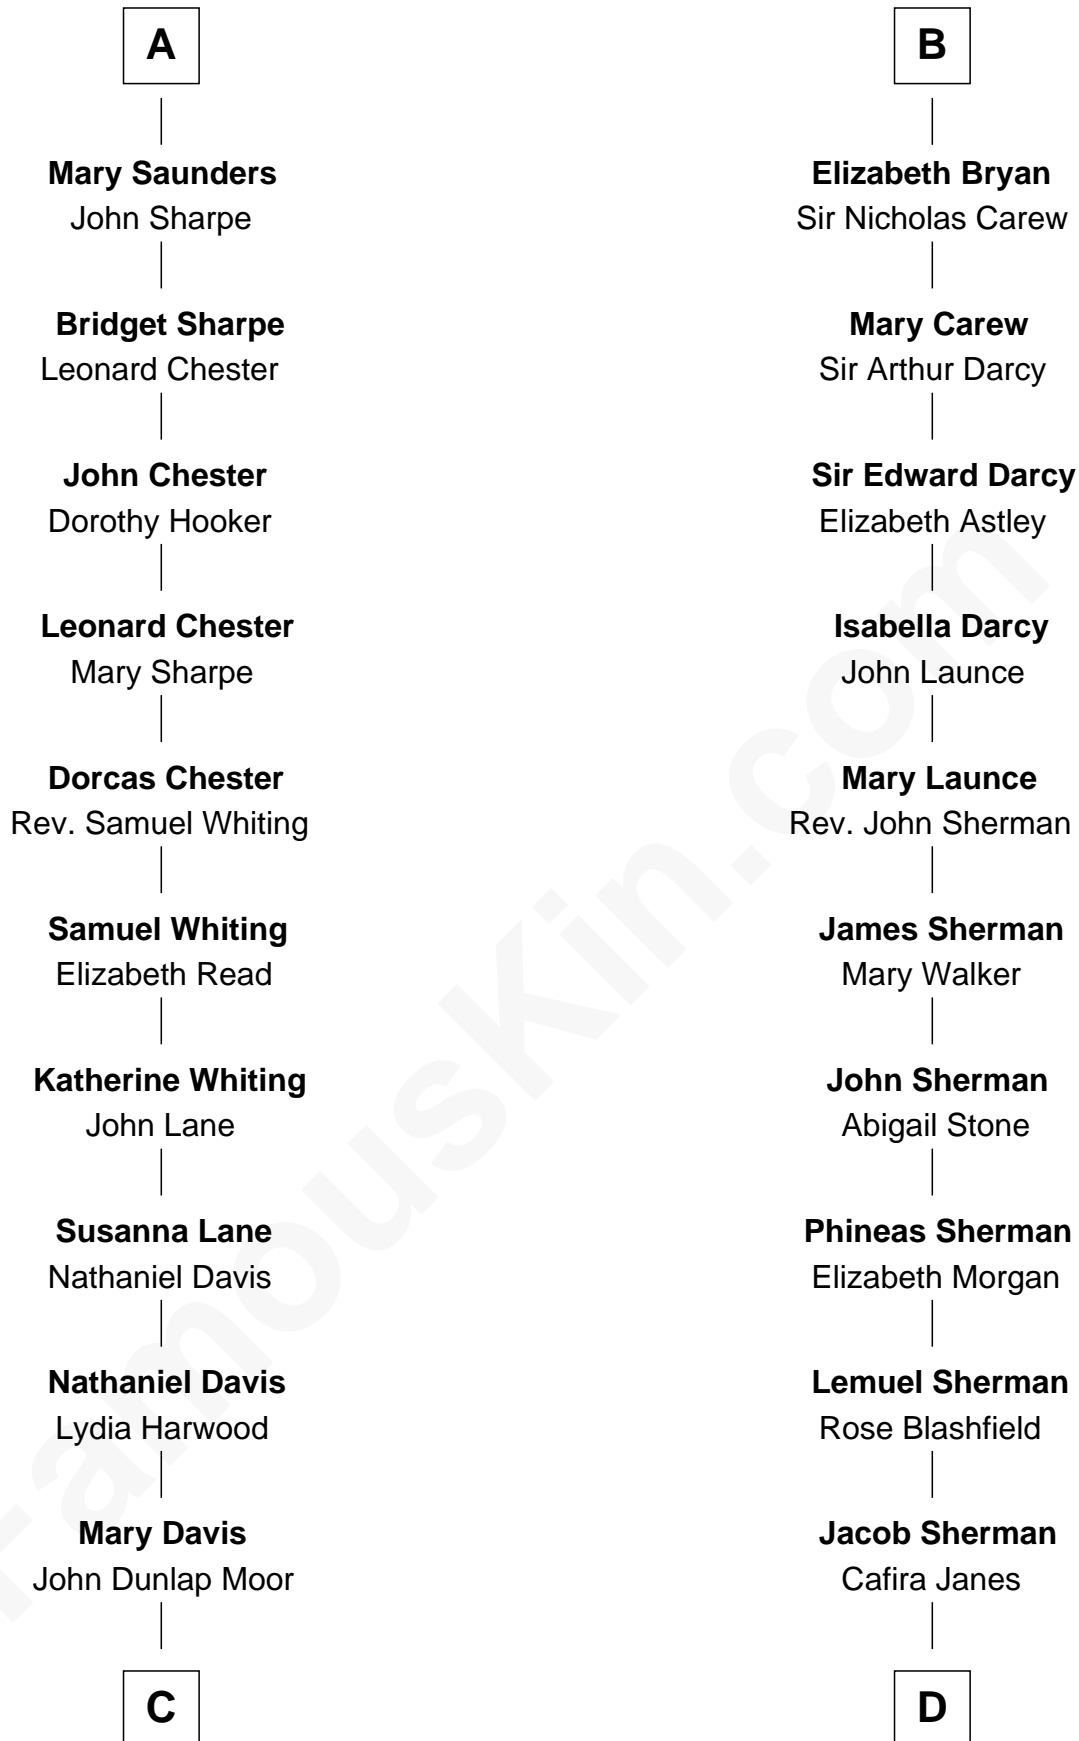 A
Mary Saunders
John Sharpe
Bridget Sharpe
Leonard Chester
John Chester
Dorothy Hooker
Leonard Chester
Mary Sharpe
Dorcas Chester
Rev. Samuel Whiting
Samuel Whiting
Elizabeth Read
Katherine Whiting
John Lane
Susanna Lane
Nathaniel Davis
Nathaniel Davis
Lydia Harwood
Mary Davis
John Dunlap Moor
C
B
Elizabeth Bryan
Sir Nicholas Carew
Mary Carew
Sir Arthur Darcy
Sir Edward Darcy
Elizabeth Astley
Isabella Darcy
John Launce
Mary Launce
Rev. John Sherman
James Sherman
Mary Walker
John Sherman
Abigail Stone
Phineas Sherman
Elizabeth Morgan
Lemuel Sherman
Rose Blashfield
Jacob Sherman
Cafira Janes
D
FamousKin.com